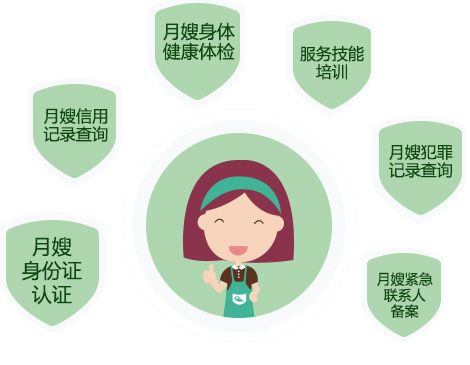 月嫂身体
健康体检
服务技能
培训
月嫂信用
记录查询
月嫂犯罪
记录查询
月嫂
身份证
认证
月嫂紧急
联系人
备案